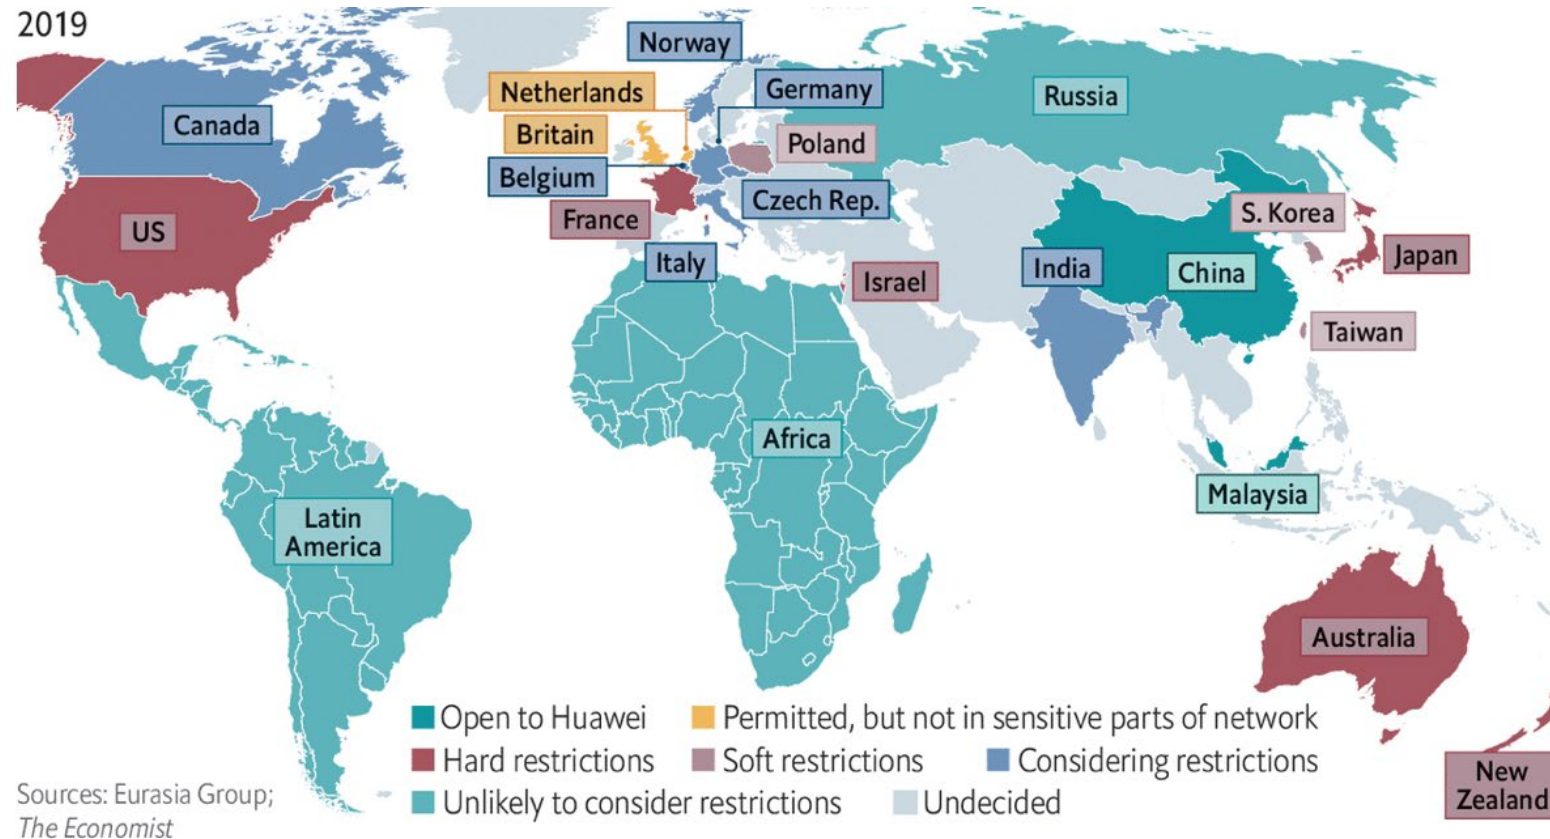 2019
Norway
Netherlands
Germany
Russia
Canada
Britain
Poland
Belgium
Czech Rep.
S. Korea
France
US
Japan
Italy
India
China
Israel
Taiwan
Africa
Malaysia
Latin
America
Australia
Open to Huawei
Permitted, but not in sensitive parts of network
Hard restrictions
Soft restrictions
Considering restrictions
Unlikely to consider restrictions
Undecided
New
Zealand
Sources: Eurasia Group;
The Economist